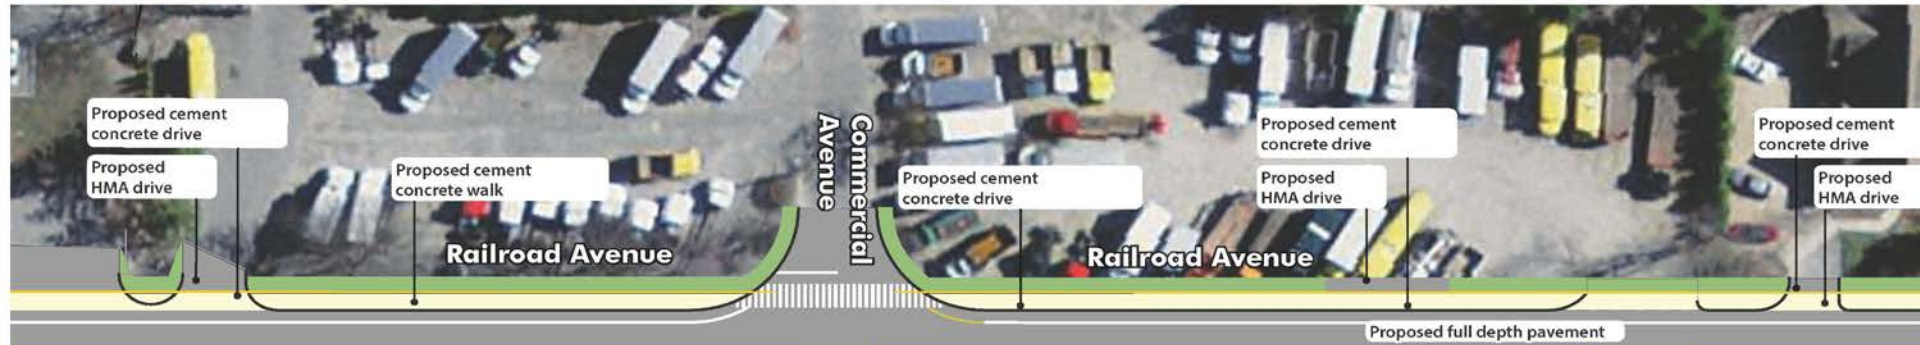 Proposed cement
concrete drive
Proposed
HMA drive
Proposed cement
concrete walk
Railroad Avenue
Commercial
Avenue
Proposed cement
concrete drive
Railroad Avenue
Proposed cement
concrete drive
Proposed
HMA drive
Proposed cement
concrete drive
Proposed
HMA drive
Proposed full depth pavement